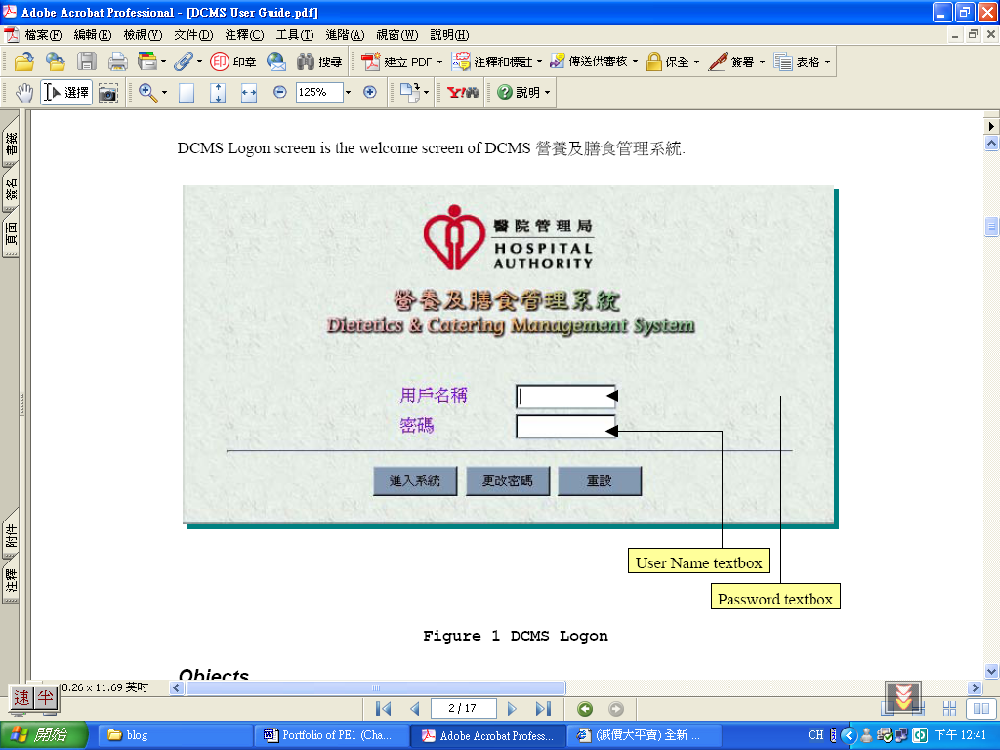 Adobe Acrobat Professional - [DCMS User Guide.pdf]
檔案(F) 編輯(E) 檢視(V) 文件(D) 注釋(C) 工具(T) 進階(A) 視窗(W) 說明(H)
印章 搜尋 建立 PDF 注釋和標註 傳送供審核 保全 簽署 表格
選擇 125% Y! 說明
書籤
簽名
頁面
附件
注釋
DCMS Logon screen is the welcome screen of DCMS 營養及膳食管理系統.
醫院管理局
HOSPITAL
AUTHORITY
營養及膳食管理系統
Dietetics & Catering Management System
用戶名稱
密碼
進入系統 更改密碼 重設
User Name textbox
Password textbox
Figure 1 DCMS Logon
Objects
8.26 x 11.69 英吋
速 半
2 / 17
開始 blog Portfolio of PE1 (Cha... Adobe Acrobat Profess... (減價大平賣) 全新 ... CH 下午 12:41